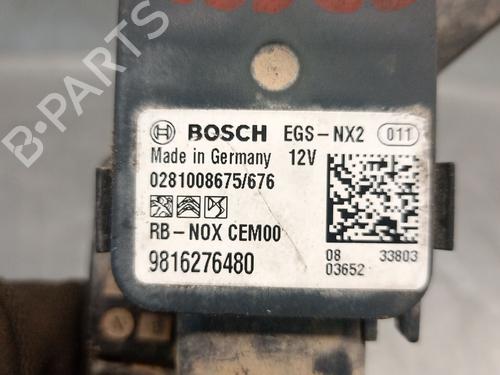 B-PARTS
BOSCH EGS-NX2 011
Made in Germany 12V
0281008675/676
RB-NOX CEM00
9816276480
08 33803
03652
A B